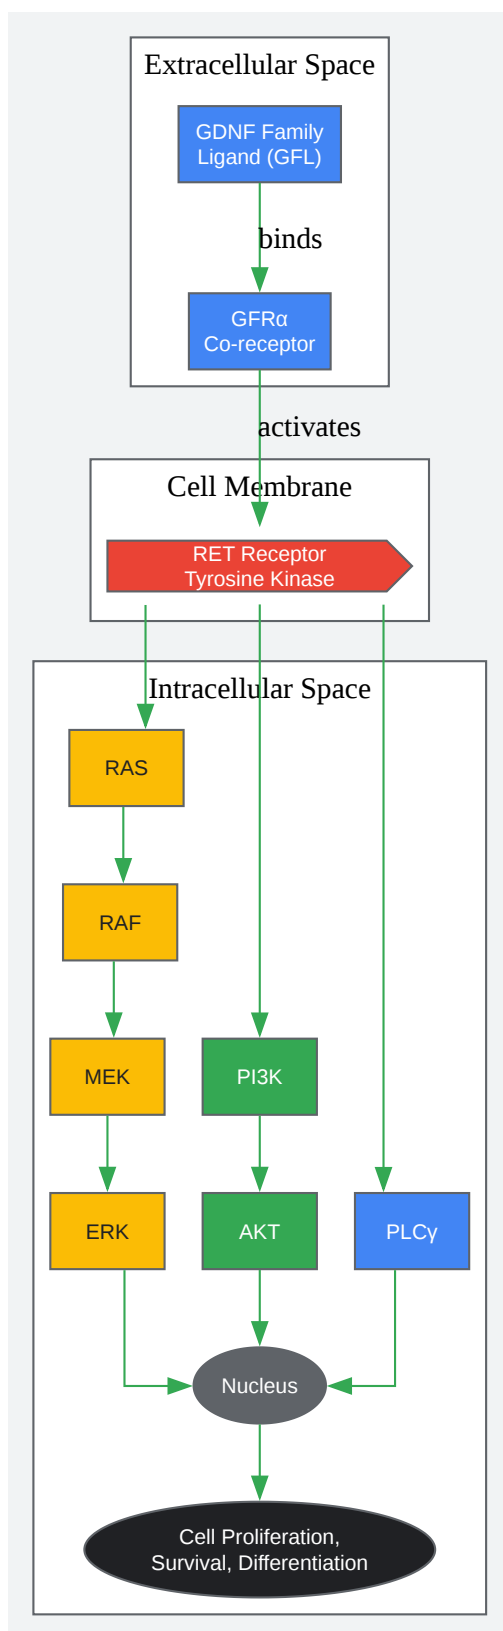 Extracellular Space
GDNF Family
Ligand (GFL)
binds
GFRα
Co-receptor
activates
Cell Membrane
RET Receptor
Tyrosine Kinase
Intracellular Space
RAS
RAF
MEK
PI3K
ERK
AKT
PLCγ
Nucleus
Cell Proliferation,
Survival, Differentiation